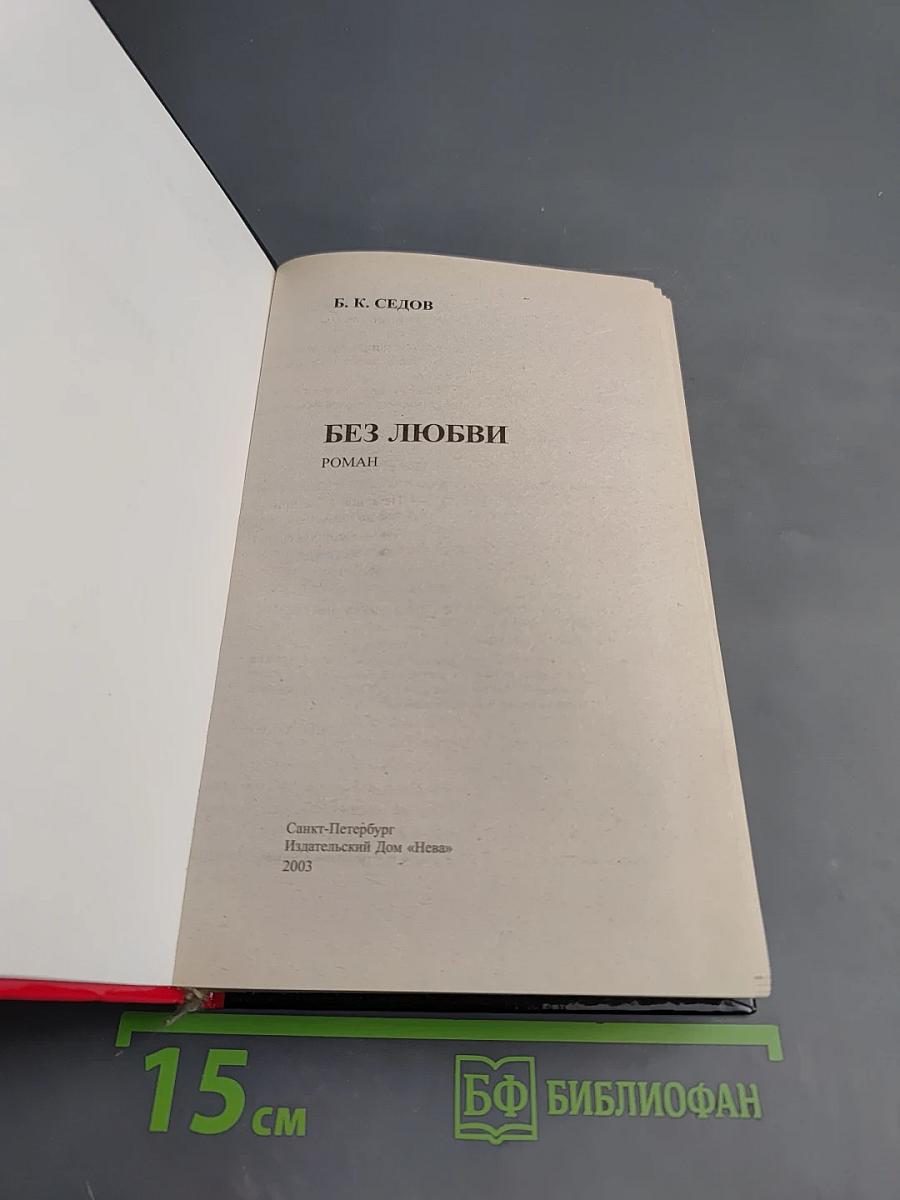 Б. К. СЕДОВ
БЕЗ ЛЮБВИ
РОМАН
Санкт-Петербург
Издательский Дом «Нева»
2003
15 см
БФ БИБЛИОФАН